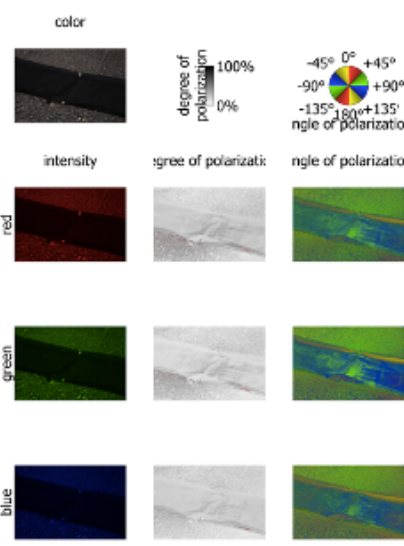 color
degree of
polarization
100%
0%
0°
-45°
+45°
-90°
+90°
-135°
+135°
180°
ngle of polarizatio
intensity
egree of polarizatic
ngle of polarizatio
red
green
blue